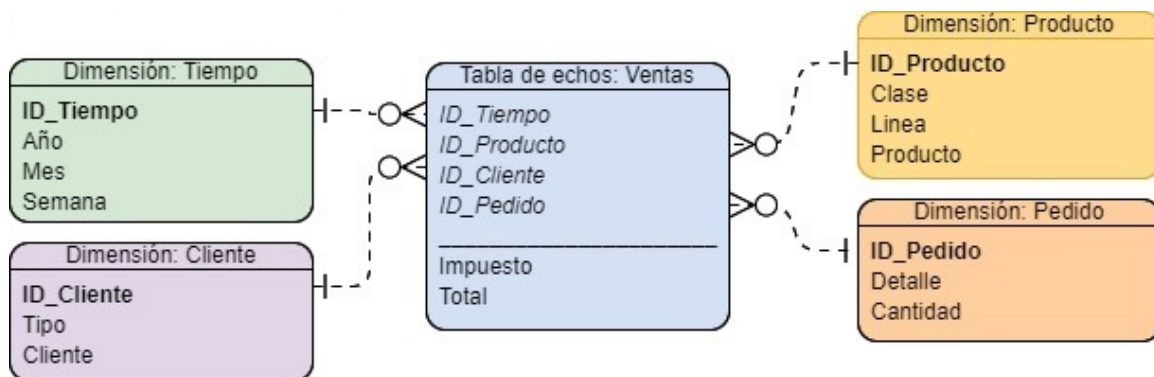 Dimensión: Tiempo
ID_Tiempo
Año
Mes
Semana
Dimensión: Cliente
ID_Cliente
Tipo
Cliente
Tabla de echos: Ventas
ID_Tiempo
ID_Producto
ID_Cliente
ID_Pedido
Impuesto
Total
Dimensión: Producto
ID_Producto
Clase
Linea
Producto
Dimensión: Pedido
ID_Pedido
Detalle
Cantidad